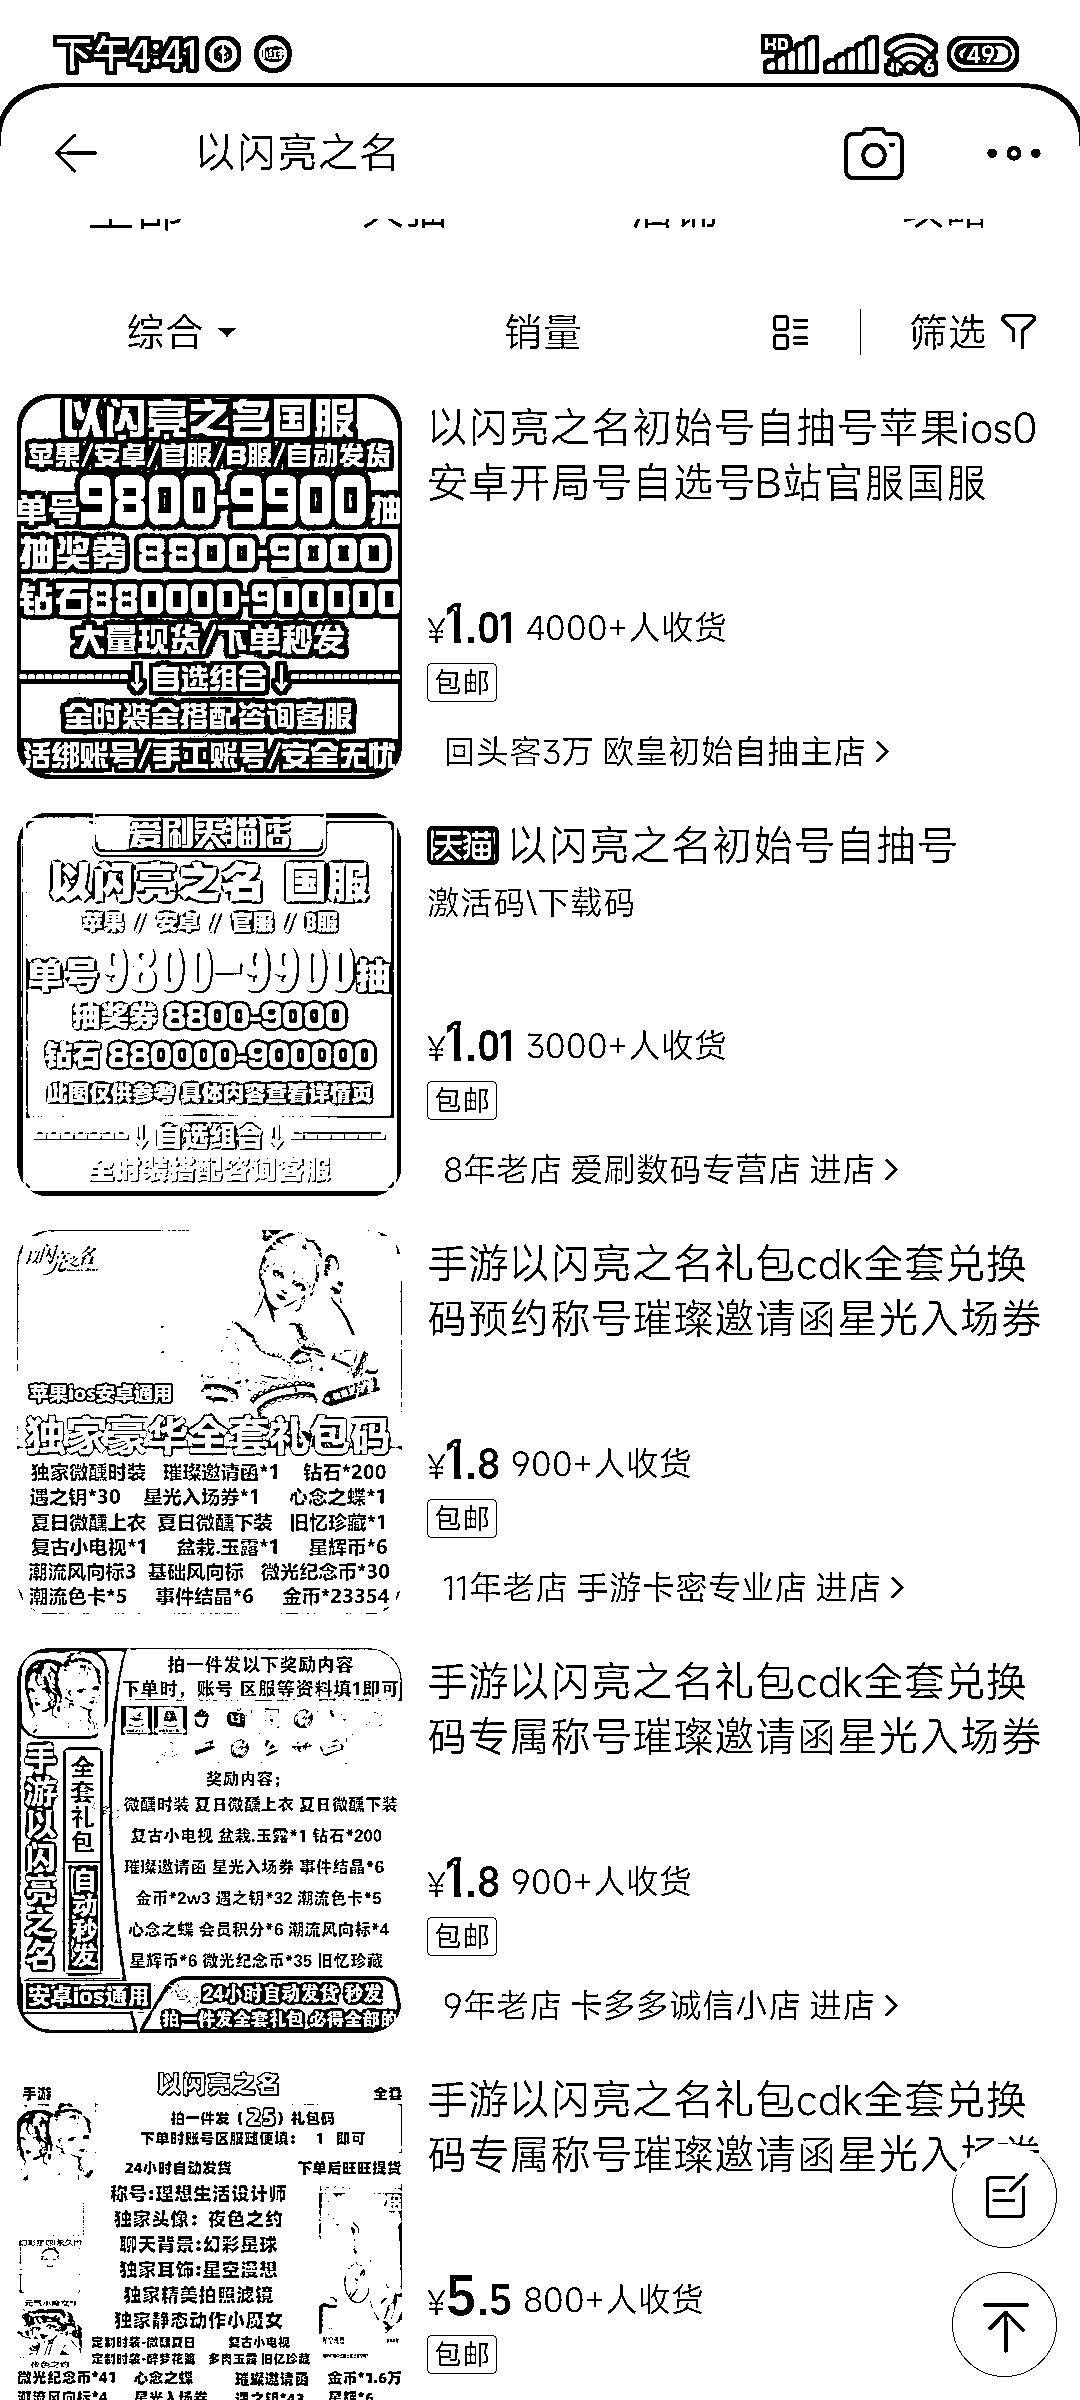 下午4:41
HD
6
49
以闪亮之名
全部 天猫 店铺 攻略
综合 销量 筛选
以闪亮之名国服
苹果/安卓/官服/B服/自动发货
单号9800-9900抽
抽奖券 8800-9000
钻石880000-900000
大量现货/下单秒发
↓自选组合↓
全时装全搭配咨询客服
活绑账号/手工账号/安全无忧
以闪亮之名初始号自抽号苹果ios0
安卓开局号自选号B站官服国服
¥1.01 4000+人收货
包邮
回头客3万 欧皇初始自抽主店 >
爱刷天猫店
以闪亮之名 国服
苹果 // 安卓 // 官服 // B服
单号9800-9900抽
抽奖券 8800-9000
钻石 880000-900000
此图仅供参考 具体内容查看详情页
↓自选组合↓
全时装搭配咨询客服
天猫 以闪亮之名初始号自抽号
激活码\下载码
¥1.01 3000+人收货
包邮
8年老店 爱刷数码专营店 进店 >
以闪亮之名
苹果ios安卓通用
独家豪华全套礼包码
独家微醺时装 璀璨邀请函*1 钻石*200
遇之钥*30 星光入场券*1 心念之蝶*1
夏日微醺上衣 夏日微醺下装 旧忆珍藏*1
复古小电视*1 盆栽.玉露*1 星辉币*6
潮流风向标3 基础风向标 微光纪念币*30
潮流色卡*5 事件结晶*6 金币*23354
手游以闪亮之名礼包cdk全套兑换
码预约称号璀璨邀请函星光入场券
¥1.8 900+人收货
包邮
11年老店 手游卡密专业店 进店 >
拍一件发以下奖励内容
下单时，账号 区服等资料填1即可
奖励内容；
微醺时装 夏日微醺上衣 夏日微醺下装
复古小电视 盆栽.玉露*1 钻石*200
璀璨邀请函 星光入场券 事件结晶*6
金币*2w3 遇之钥*32 潮流色卡*5
心念之蝶 会员积分*6 潮流风向标*4
星辉币*6 微光纪念币*35 旧忆珍藏
手游以闪亮之名
全套礼包
自动秒发
安卓ios通用
24小时自动发货 秒发
拍一件发全套礼包 必得全部的
手游以闪亮之名礼包cdk全套兑换
码专属称号璀璨邀请函星光入场券
¥1.8 900+人收货
包邮
9年老店 卡多多诚信小店 进店 >
手游 以闪亮之名 全套
拍一件发（25）礼包码
下单时账号区服随便填： 1 即可
24小时自动发货 下单后旺旺提货
称号:理想生活设计师
独家头像：夜色之约
聊天背景:幻彩星球
独家耳饰:星空漫想
独家精美拍照滤镜
独家静态动作小魔女
定制时装-微醺夏日 复古小电视
定制时装-醉梦花篱 多肉玉露 旧忆珍藏
微光纪念币*41 心念之蝶 璀璨邀请函 金币*1.6万
潮流风向标*4 星光入场券 遇之钥*43 星辉*6
手游以闪亮之名礼包cdk全套兑换
码专属称号璀璨邀请函星光入场券
¥5.5 800+人收货
包邮